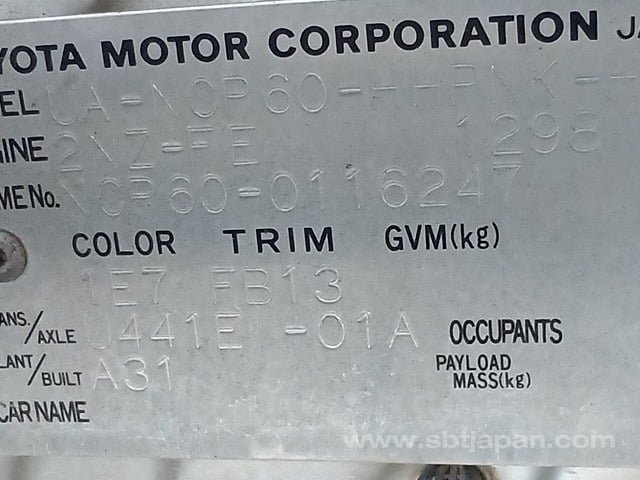 YOTA MOTOR CORPORATION JA
EL UA-NCP60-
INE 2NZ-FE 1298
ME No. NCP60-0116247
COLOR TRIM GVM(kg)
1E7 FB13
ANS./AXLE U441E -01A OCCUPANTS
LANT/BUILT A31 PAYLOAD
MASS(kg)
CAR NAME
www.sbtjapan.com